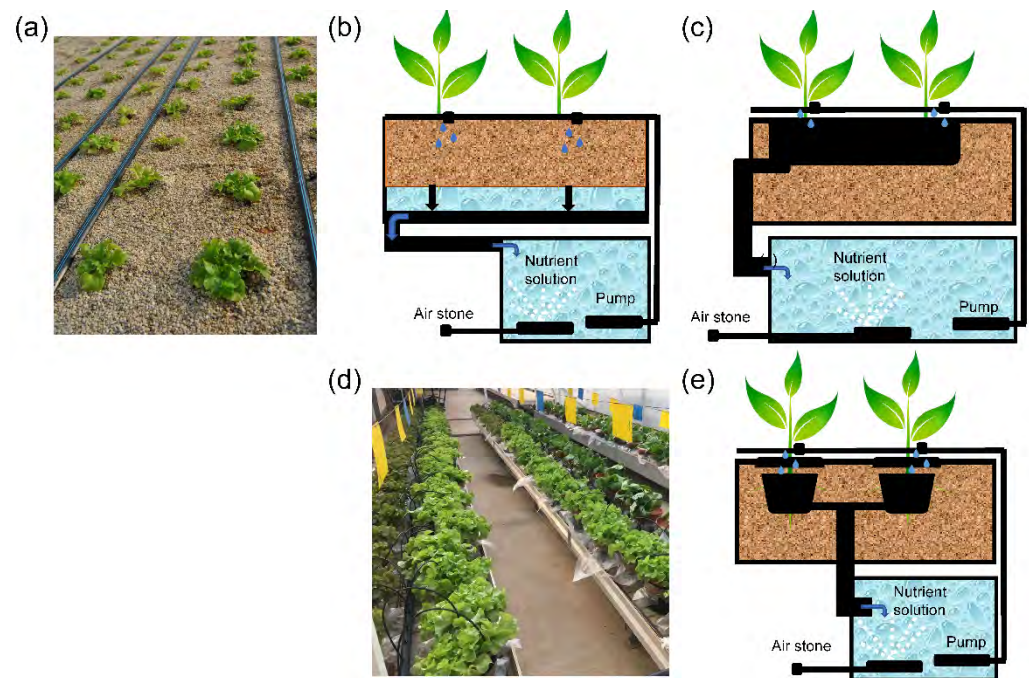 (a)
(b)
(c)
Nutrient
solution
Pump
Air stone
Nutrient
solution
Pump
Air stone
(d)
(e)
Nutrient
solution
Pump
Air stone